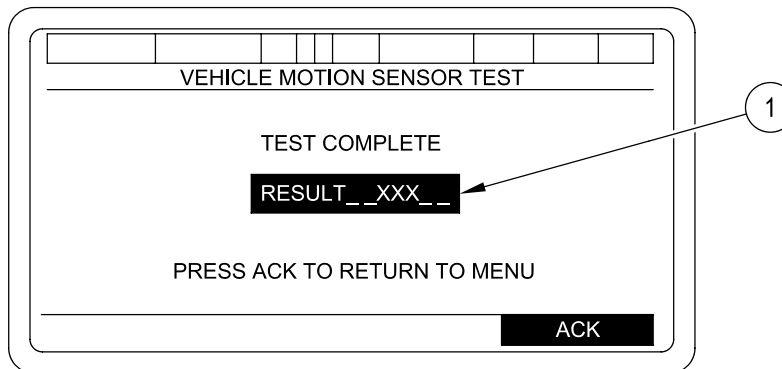 VEHICLE MOTION SENSOR TEST
1
TEST COMPLETE
RESULT_ _XXX_ _
PRESS ACK TO RETURN TO MENU
ACK